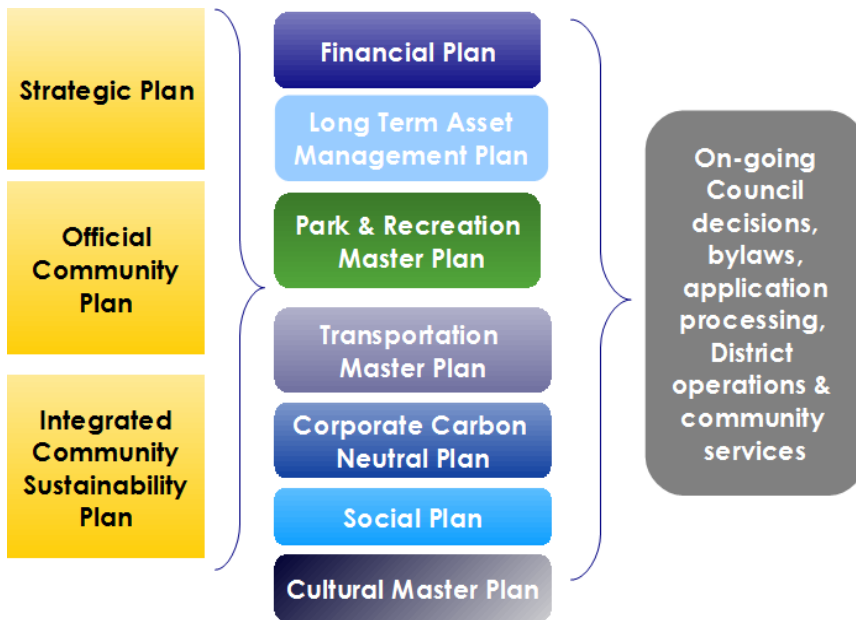 Strategic Plan
Official
Community
Plan
Integrated
Community
Sustainability
Plan
Financial Plan
Long Term Asset
Management Plan
Park & Recreation
Master Plan
Transportation
Master Plan
Corporate Carbon
Neutral Plan
Social Plan
Cultural Master Plan
On-going
Council
decisions,
bylaws,
application
processing,
District
operations &
community
services